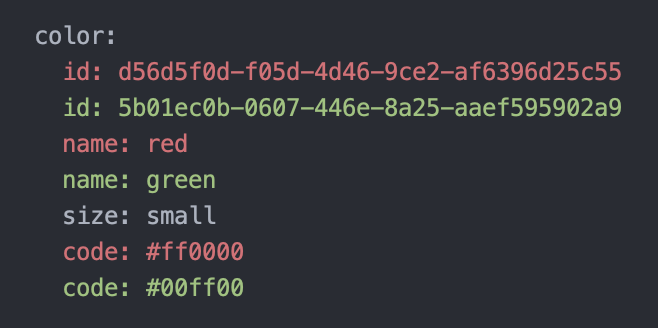 color:
  id: d56d5f0d-f05d-4d46-9ce2-af6396d25c55
  id: 5b01ec0b-0607-446e-8a25-aaef595902a9
  name: red
  name: green
  size: small
  code: #ff0000
  code: #00ff00